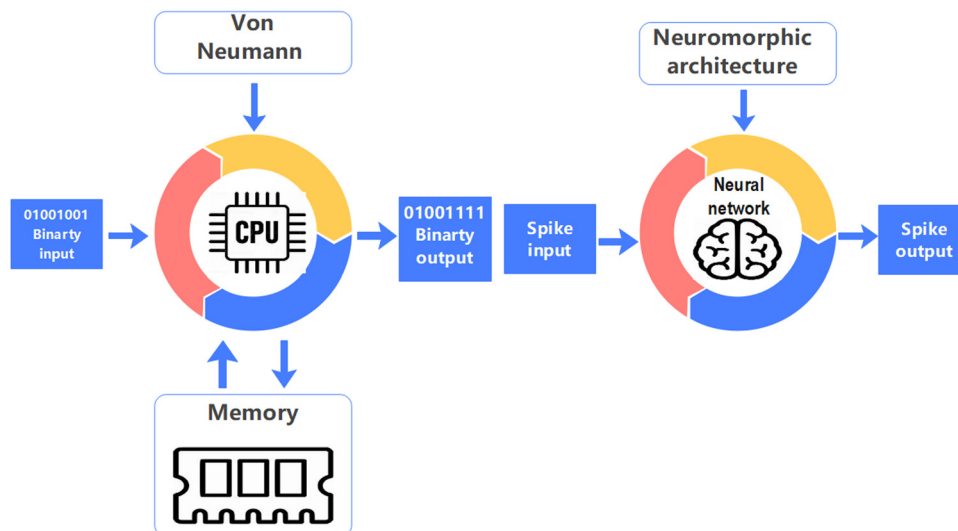 Von
Neumann
Neuromorphic
architecture
01001001
Binarty
input
CPU
01001111
Binarty
output
Spike
input
Neural
network
Spike
output
Memory